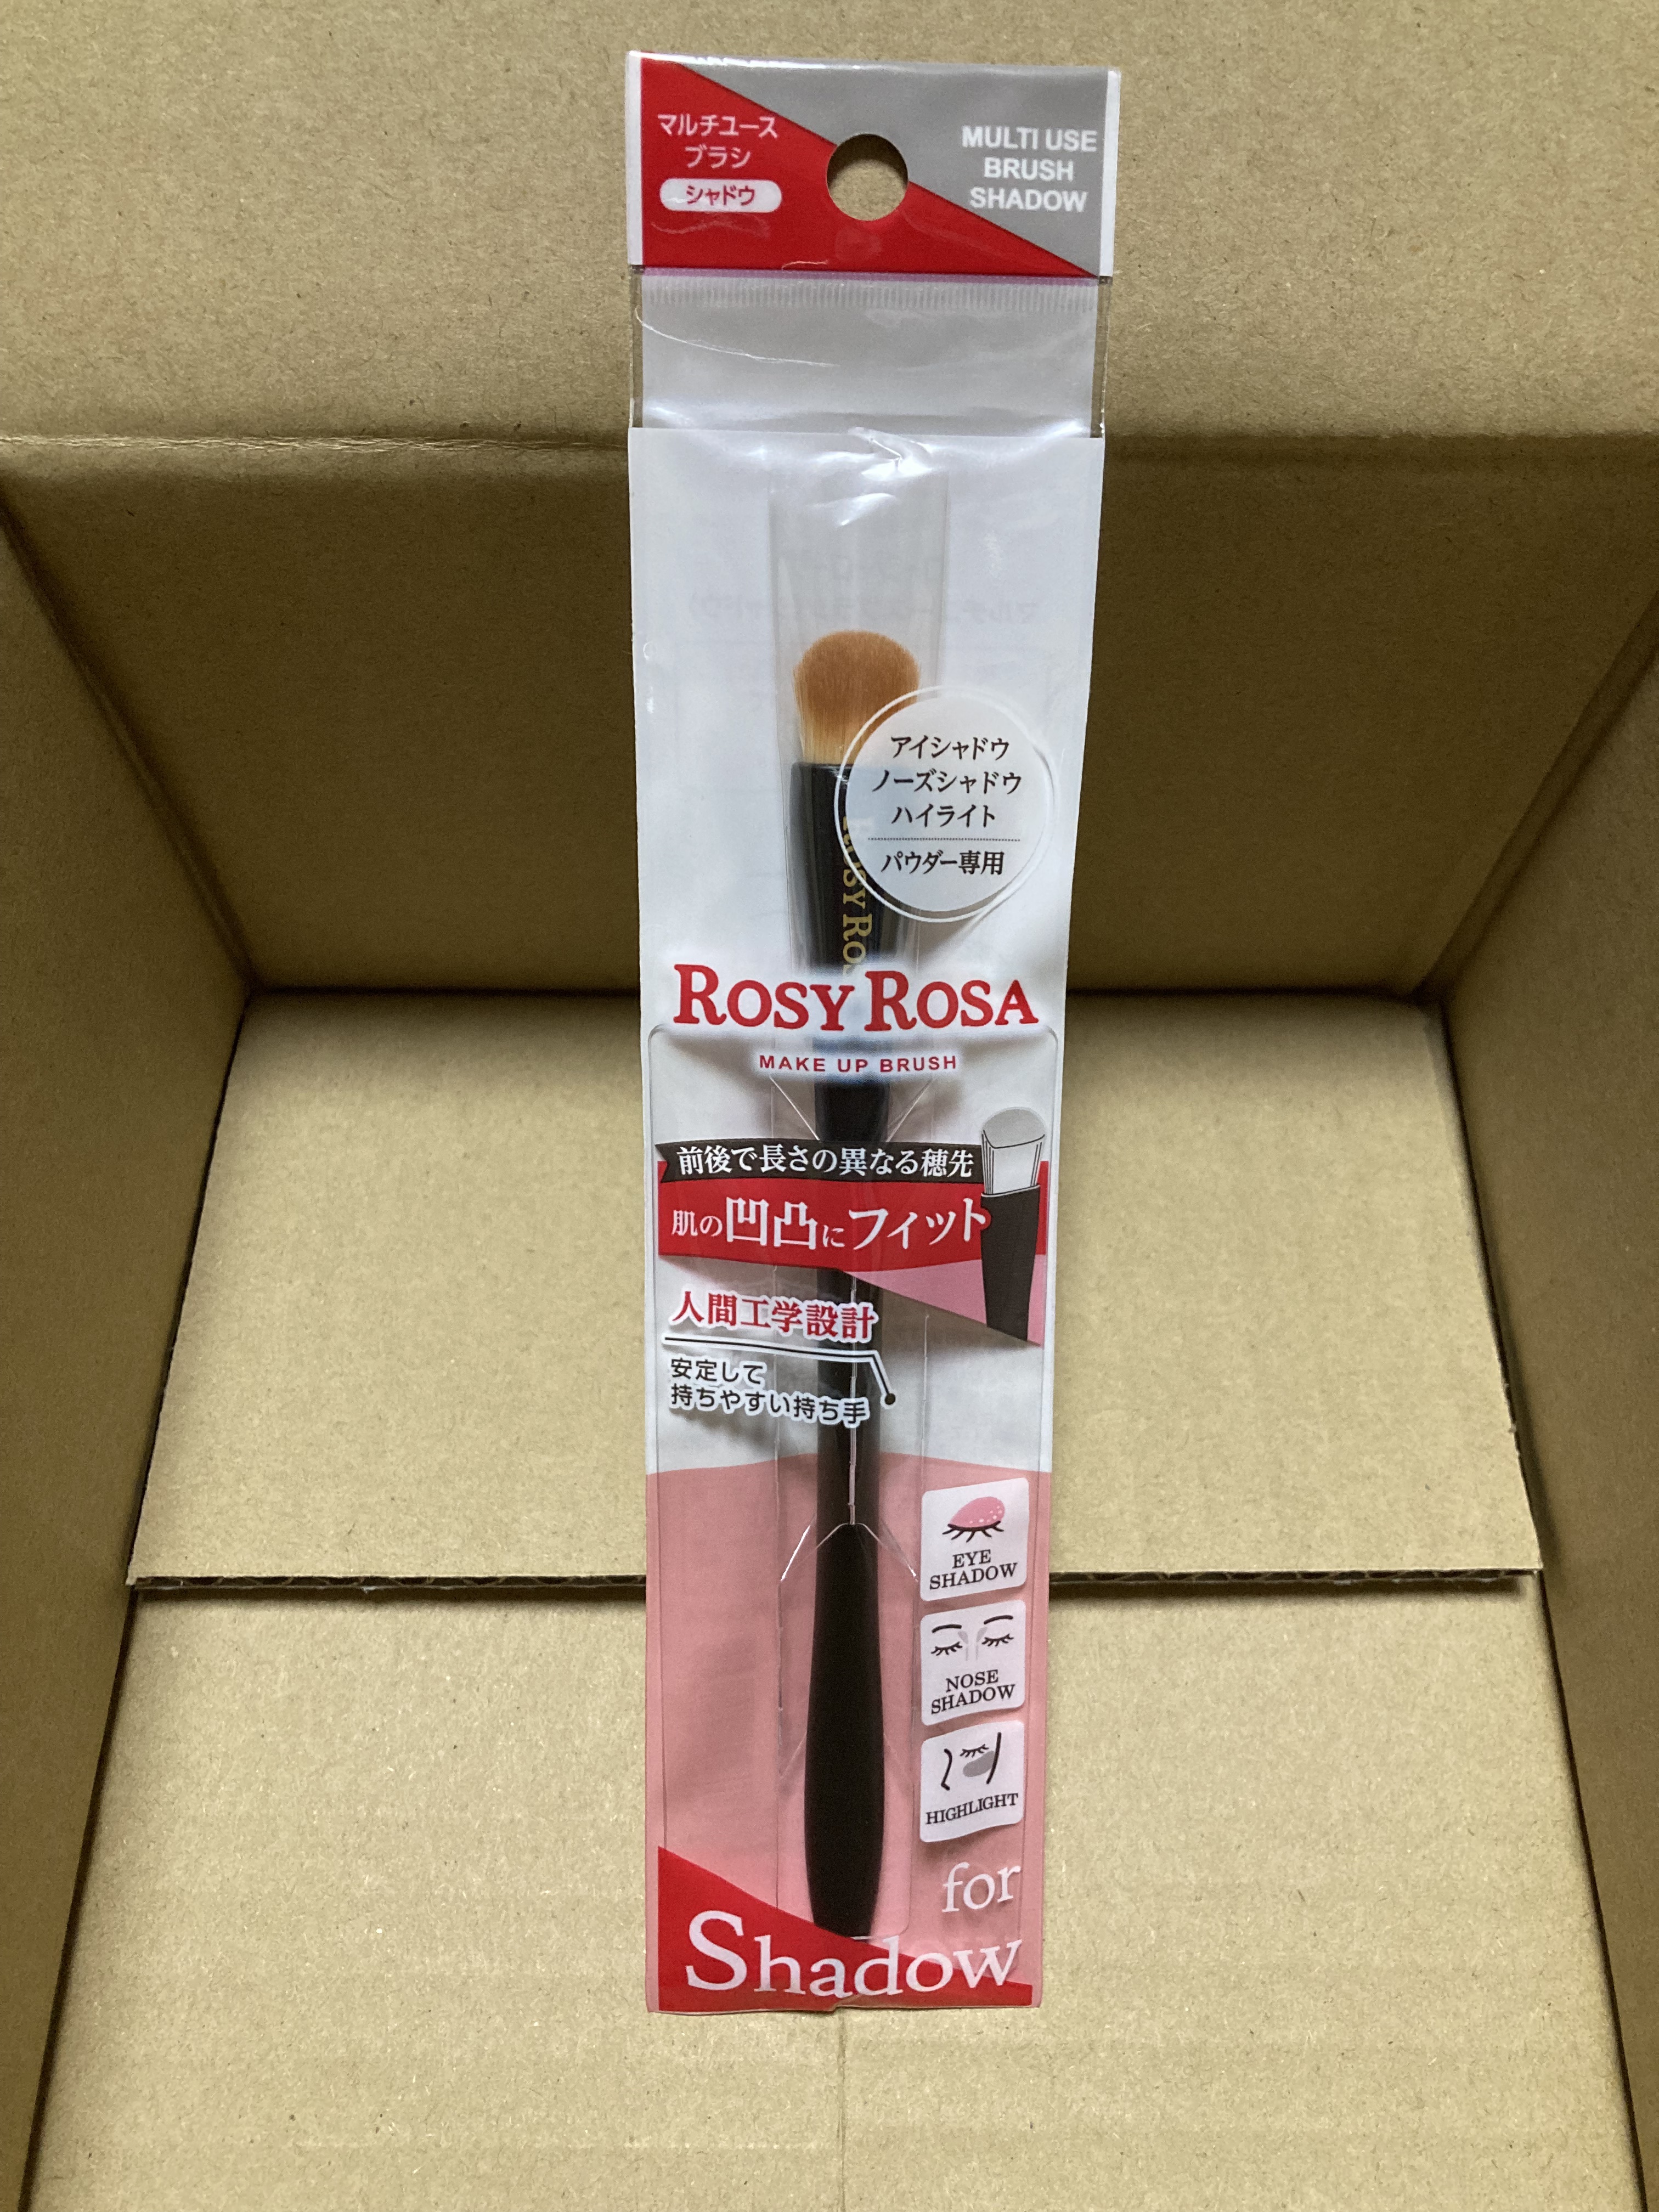 マルチユース
ブラシ
シャドウ
MULTI USE
BRUSH
SHADOW
アイシャドウ
ノーズシャドウ
ハイライト
パウダー専用
ROSY ROSA
MAKE UP BRUSH
前後で長さの異なる穂先
肌の凹凸にフィット
人間工学設計
安定して
持ちやすい持ち手
EYE
SHADOW
NOSE
SHADOW
HIGHLIGHT
for
Shadow